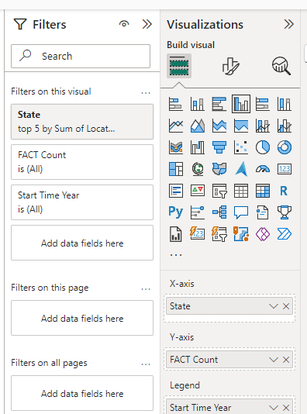 Filters
Search
Filters on this visual
...
State
top 5 by Sum of Locat...
FACT Count
is (All)
Start Time Year
is (All)
Add data fields here
Filters on this page
...
Add data fields here
Filters on all pages
...
Add data fields here
Visualizations
Build visual
123
R
Py
...
X-axis
State
Y-axis
FACT Count
Legend
Start Time Year